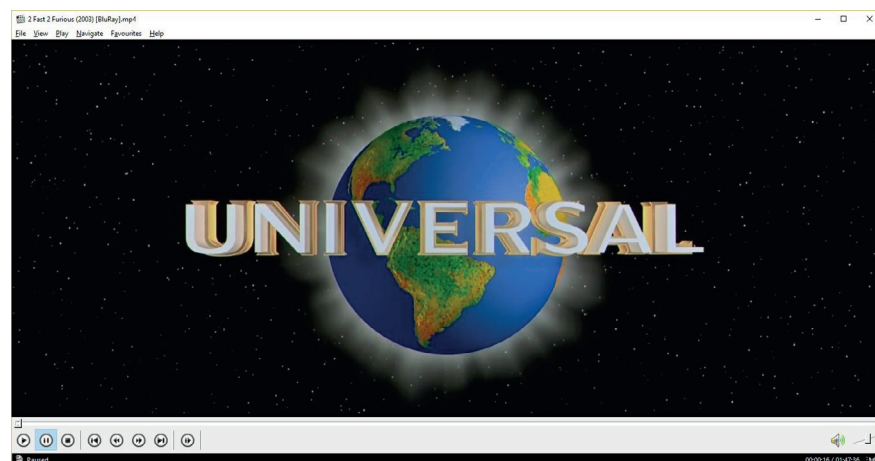 2 Fast 2 Furious (2003) [BluRay].mp4
File View Play Navigate Favourites Help
UNIVERSAL
Paused
00:00:16 / 01:47:36